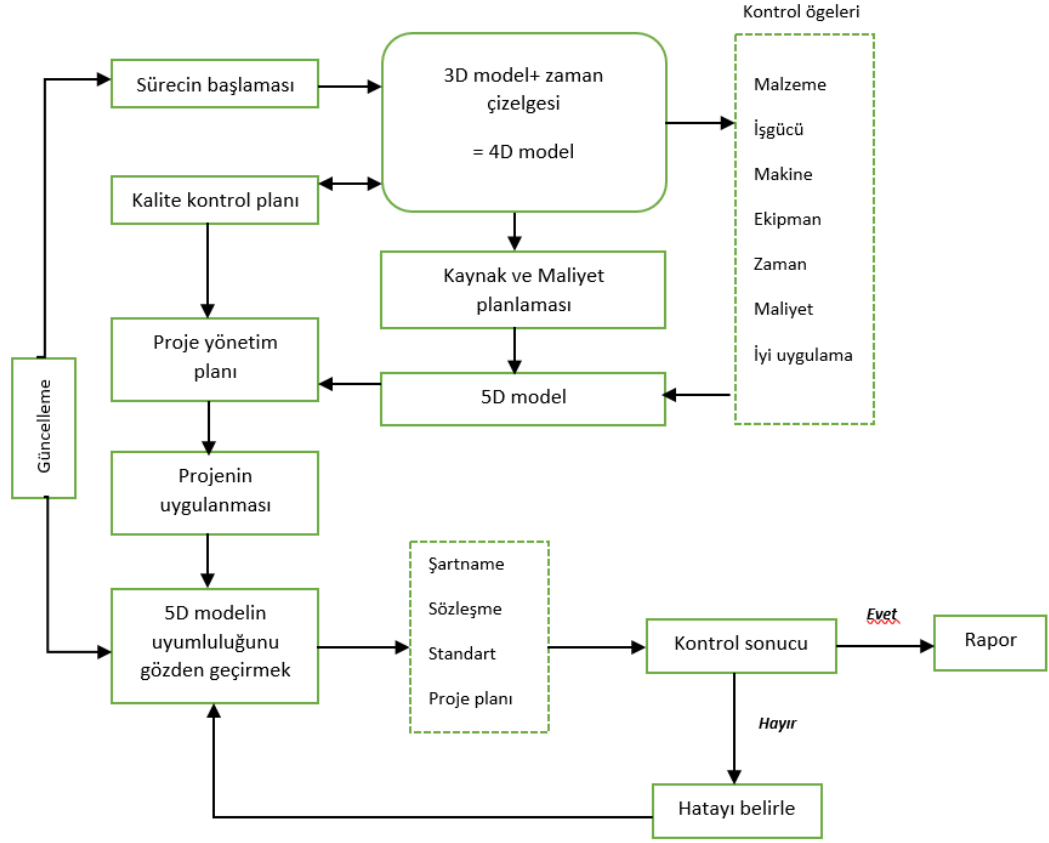 Kontrol ögeleri
Sürecin başlaması
3D model+ zaman
çizelgesi
= 4D model
Malzeme
İşgücü
Makine
Ekipman
Zaman
Maliyet
İyi uygulama
Kalite kontrol planı
Kaynak ve Maliyet
planlaması
Proje yönetim
planı
5D model
Güncelleme
Projenin
uygulanması
5D modelin
uyumluluğunu
gözden geçirmek
Şartname
Sözleşme
Standart
Proje planı
Kontrol sonucu
Evet
Rapor
Hayır
Hatayı belirle